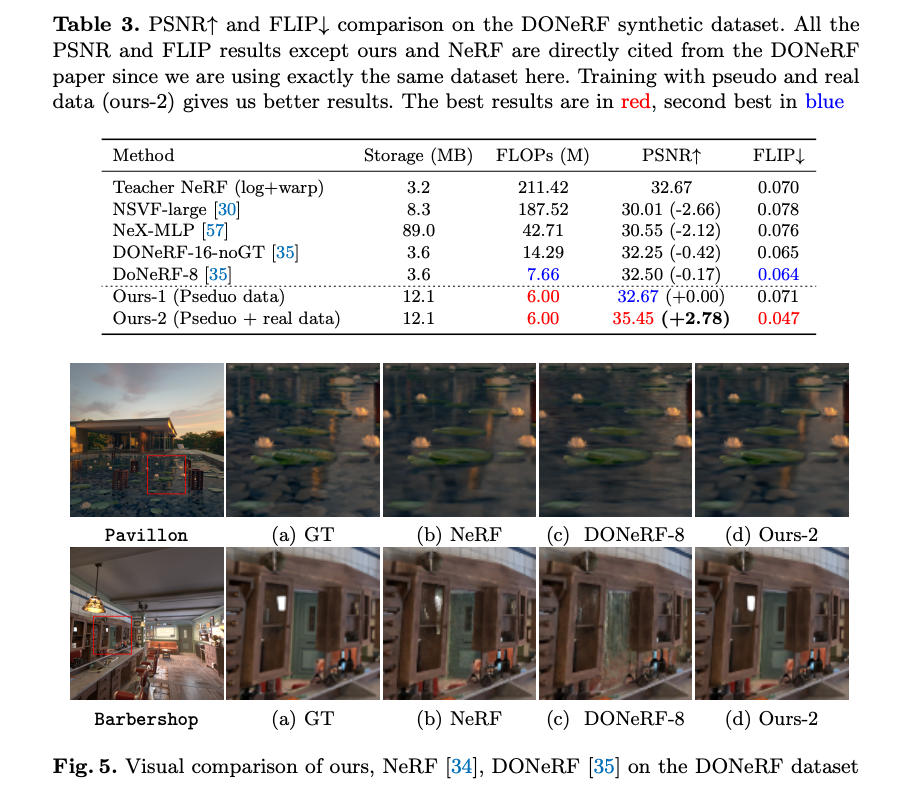 Table 3. PSNR↑ and FLIP↓ comparison on the DONeRF synthetic dataset. All the
PSNR and FLIP results except ours and NeRF are directly cited from the DONeRF
paper since we are using exactly the same dataset here. Training with pseudo and real
data (ours-2) gives us better results. The best results are in red, second best in blue
Method Storage (MB) FLOPs (M) PSNR↑ FLIP↓
Teacher NeRF (log+warp) 3.2 211.42 32.67 0.070
NSVF-large [30] 8.3 187.52 30.01 (-2.66) 0.078
NeX-MLP [57] 89.0 42.71 30.55 (-2.12) 0.076
DONeRF-16-noGT [35] 3.6 14.29 32.25 (-0.42) 0.065
DoNeRF-8 [35] 3.6 7.66 32.50 (-0.17) 0.064
Ours-1 (Pseduo data) 12.1 6.00 32.67 (+0.00) 0.071
Ours-2 (Pseduo + real data) 12.1 6.00 35.45 (+2.78) 0.047
Pavillon (a) GT (b) NeRF (c) DONeRF-8 (d) Ours-2
Barbershop (a) GT (b) NeRF (c) DONeRF-8 (d) Ours-2
Fig. 5. Visual comparison of ours, NeRF [34], DONeRF [35] on the DONeRF dataset